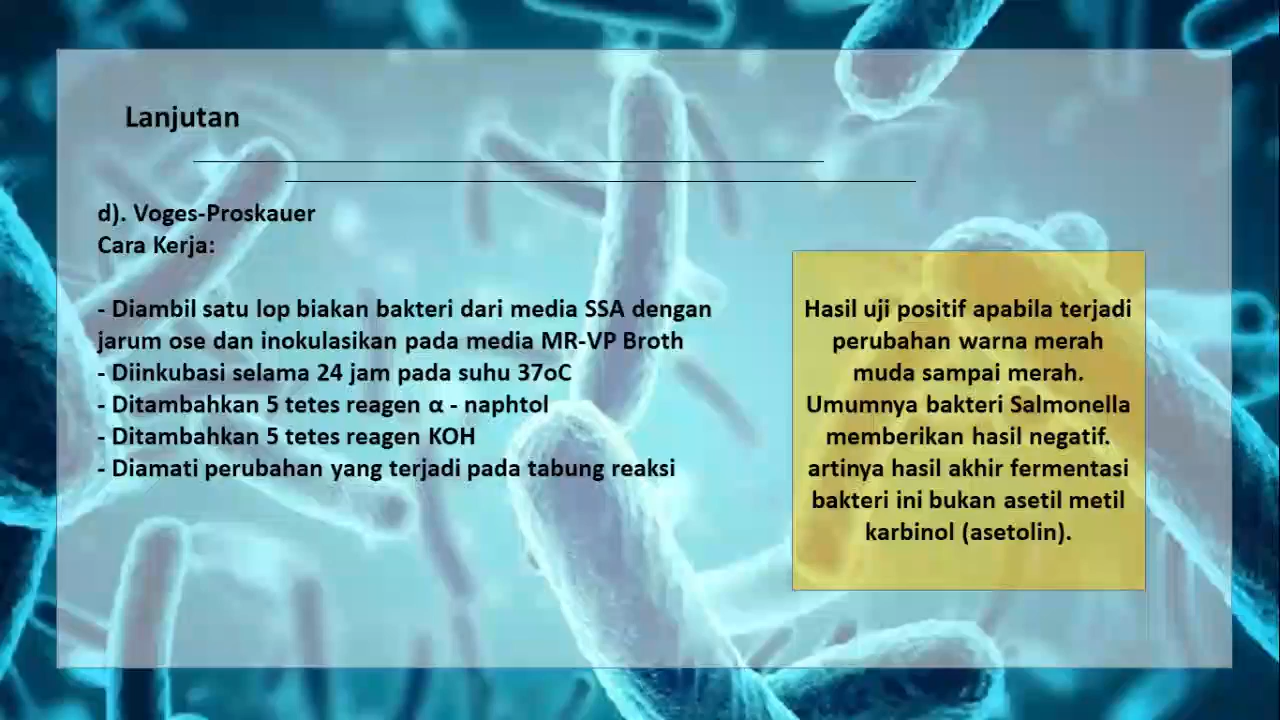 Lanjutan
d). Voges-Proskauer
Cara Kerja:
- Diambil satu lop biakan bakteri dari media SSA dengan
jarum ose dan inokulasikan pada media MR-VP Broth
- Diinkubasi selama 24 jam pada suhu 37oC
- Ditambahkan 5 tetes reagen α - naphtol
- Ditambahkan 5 tetes reagen KOH
- Diamati perubahan yang terjadi pada tabung reaksi
Hasil uji positif apabila terjadi
perubahan warna merah
muda sampai merah.
Umumnya bakteri Salmonella
memberikan hasil negatif.
artinya hasil akhir fermentasi
bakteri ini bukan asetil metil
karbinol (asetolin).